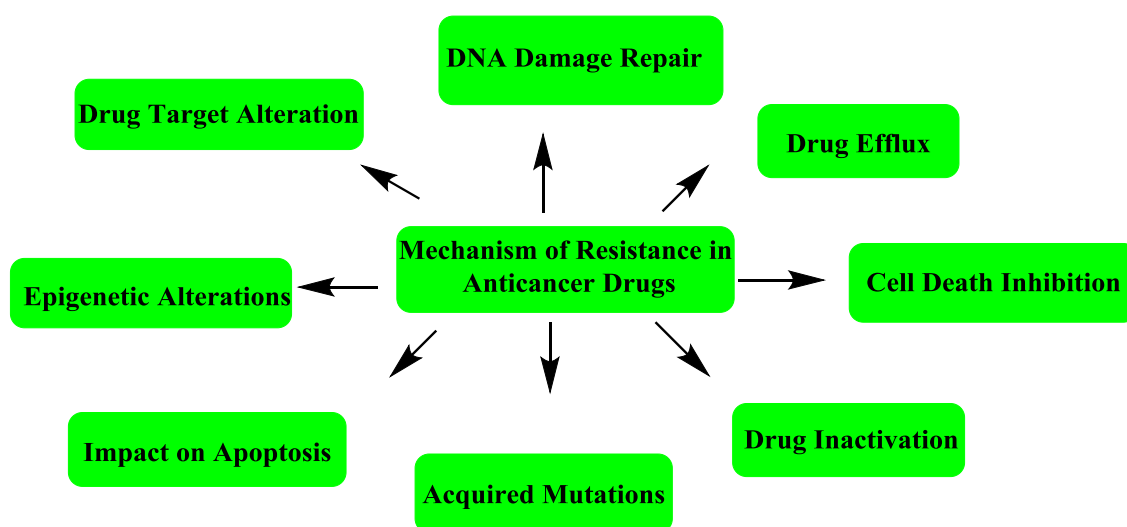 DNA Damage Repair
Drug Target Alteration
Drug Efflux
Mechanism of Resistance in
Anticancer Drugs
Epigenetic Alterations
Cell Death Inhibition
Impact on Apoptosis
Drug Inactivation
Acquired Mutations